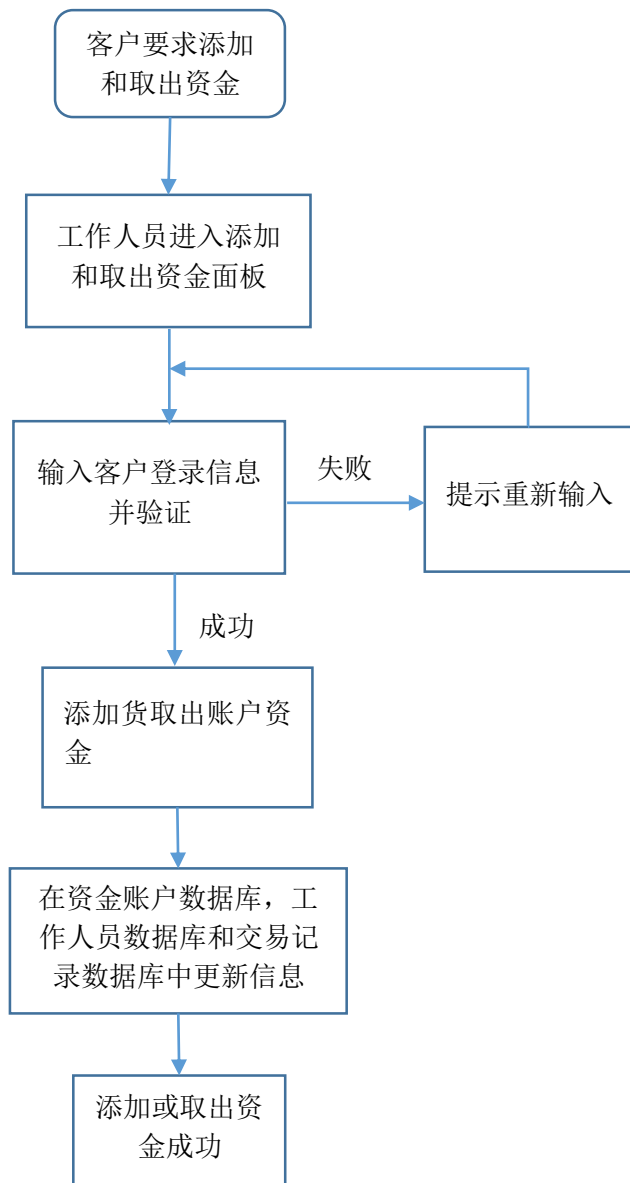 客户要求添加
和取出资金
工作人员进入添加
和取出资金面板
输入客户登录信息
并验证
失败
提示重新输入
成功
添加货取出账户资
金
在资金账户数据库，工
作人员数据库和交易记
录数据库中更新信息
添加或取出资
金成功